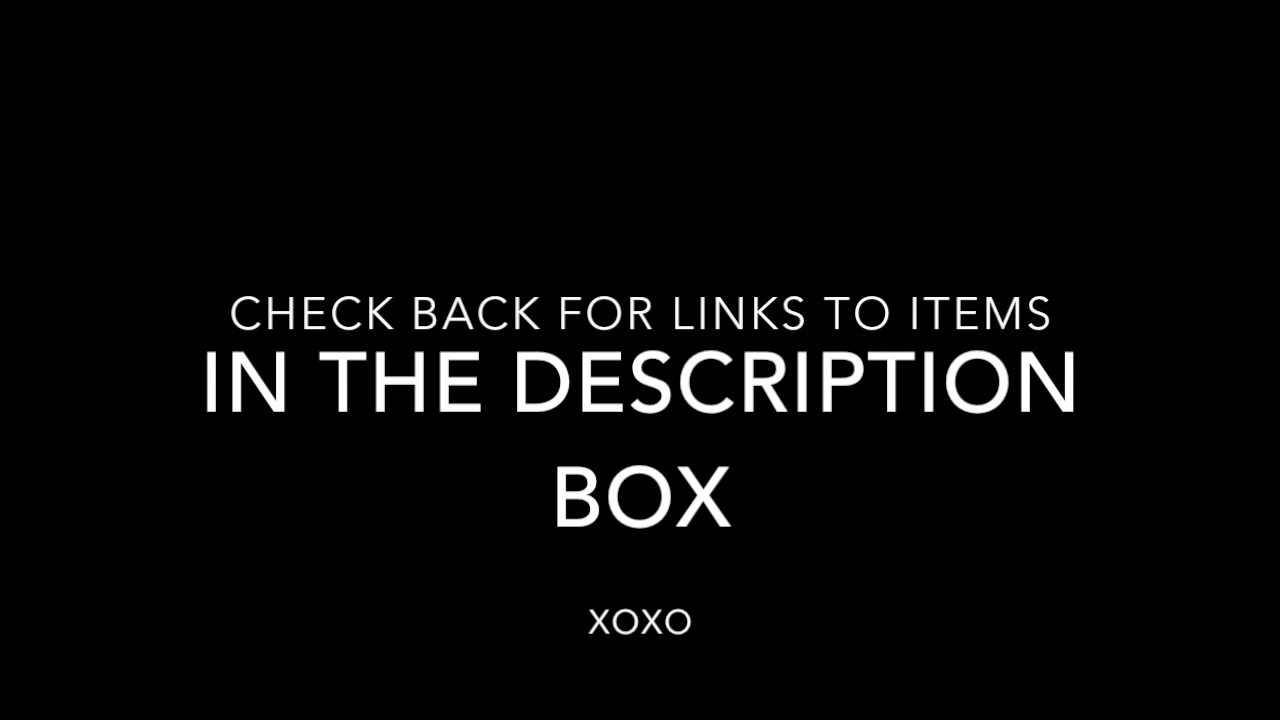 CHECK BACK FOR LINKS TO ITEMS
IN THE DESCRIPTION
BOX
XOXO